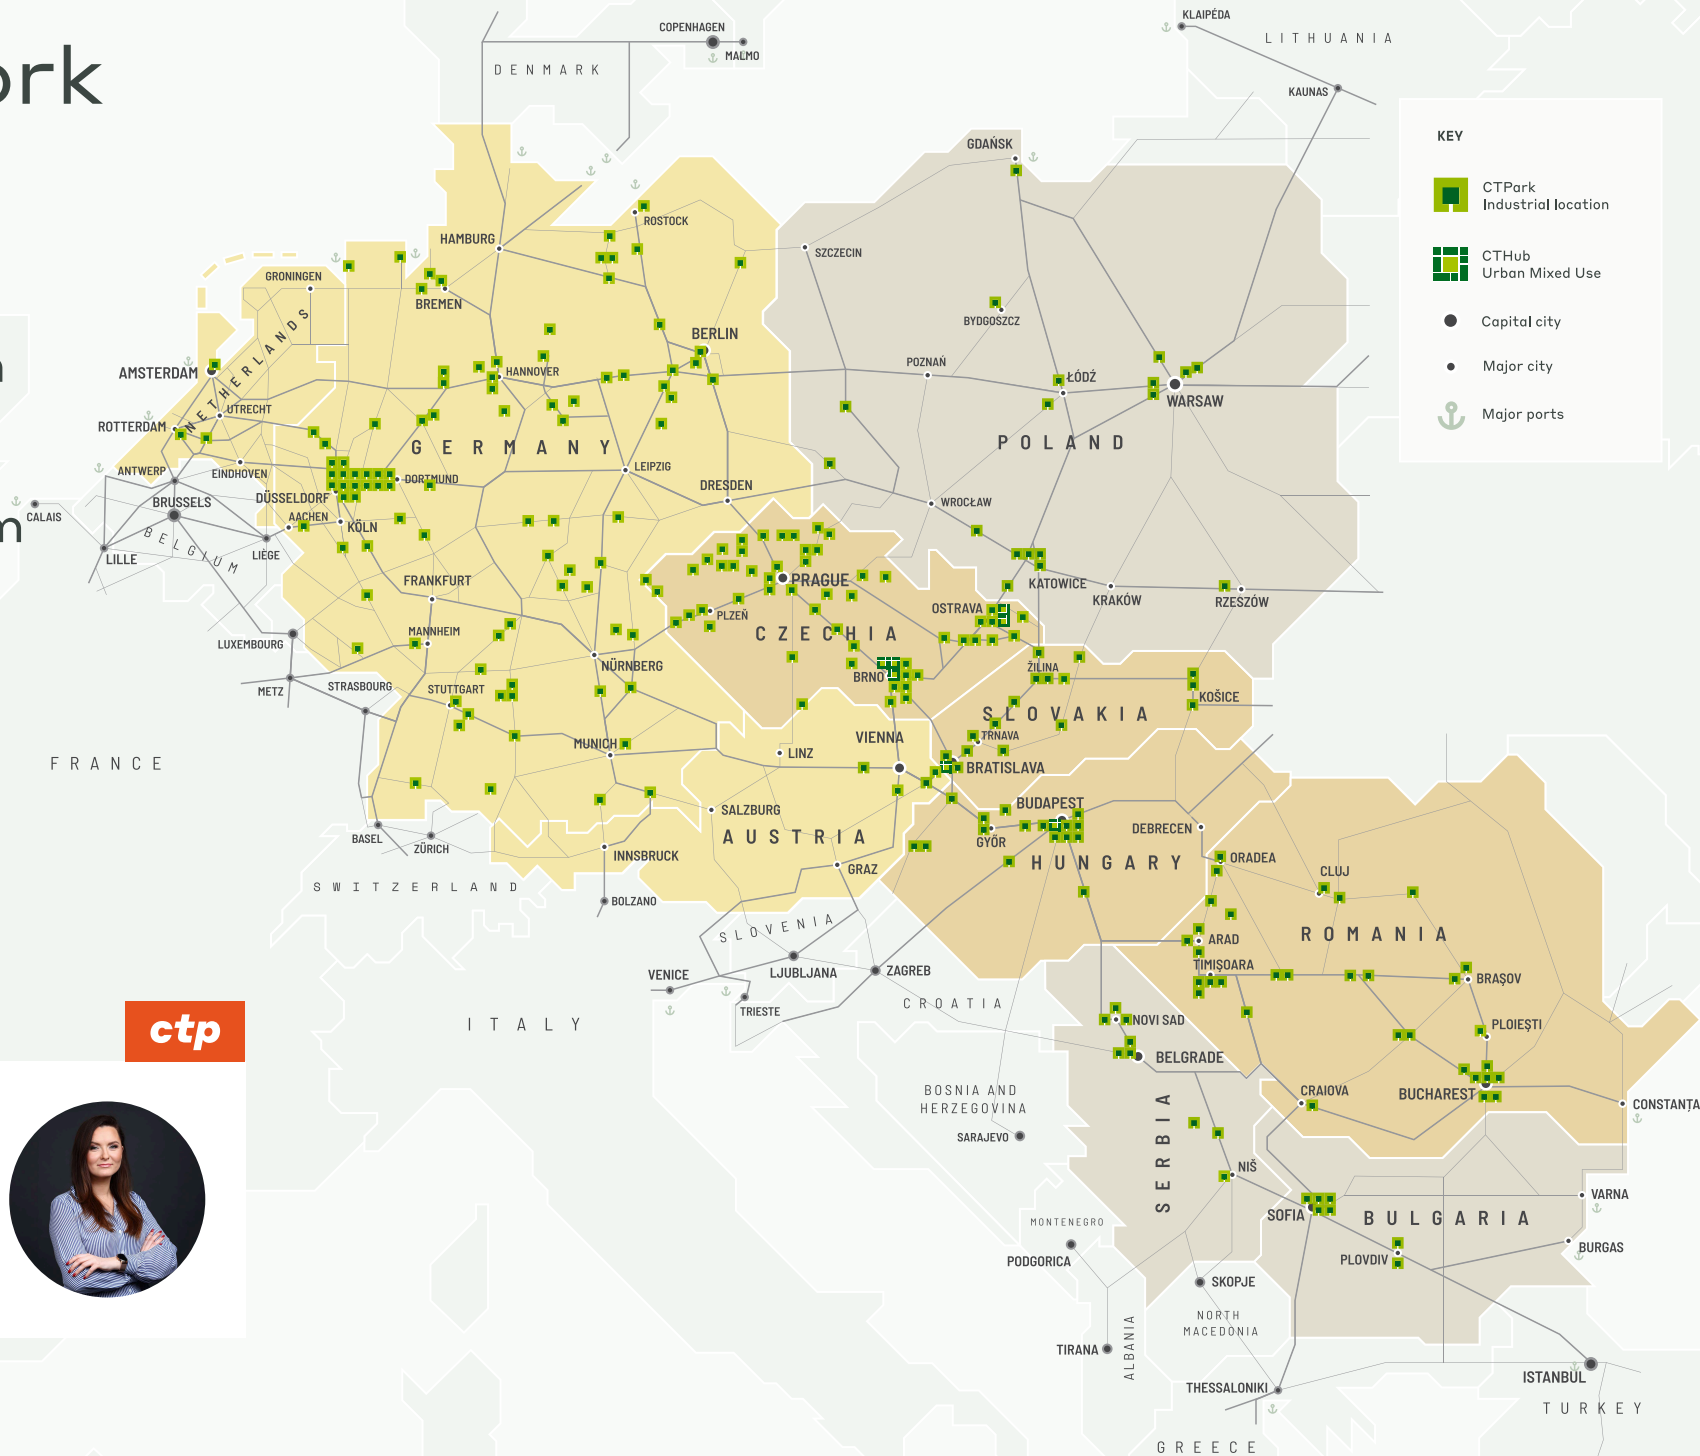 ork
n
m
KEY
CTPark
Industrial location
CTHub
Urban Mixed Use
Capital city
Major city
Major ports
KLAIPĖDA
LITHUANIA
COPENHAGEN
MALMO
DENMARK
KAUNAS
GDAŃSK
ROSTOCK
HAMBURG
SZCZECIN
GRONINGEN
BREMEN
BYDGOSZCZ
BERLIN
AMSTERDAM
NETHERLANDS
HANNOVER
POZNAŃ
ŁÓDŹ
WARSAW
UTRECHT
ROTTERDAM
GERMANY
POLAND
ANTWERP
EINDHOVEN
DORTMUND
LEIPZIG
DRESDEN
BRUSSELS
DÜSSELDORF
WROCŁAW
CALAIS
AACHEN
KÖLN
BELGIUM
LILLE
LIÈGE
FRANKFURT
PRAGUE
KATOWICE
KRAKÓW
RZESZÓW
OSTRAVA
PLZEŇ
MANNHEIM
CZECHIA
LUXEMBOURG
NÜRNBERG
ŽILINA
BRNO
METZ
STRASBOURG
STUTTGART
KOŠICE
SLOVAKIA
TRNAVA
VIENNA
MUNICH
LINZ
FRANCE
BRATISLAVA
BUDAPEST
SALZBURG
DEBRECEN
BASEL
ZÜRICH
AUSTRIA
GYŐR
INNSBRUCK
HUNGARY
ORADEA
GRAZ
CLUJ
SWITZERLAND
BOLZANO
SLOVENIA
ROMANIA
ARAD
TIMIȘOARA
VENICE
LJUBLJANA
ZAGREB
BRAȘOV
CROATIA
TRIESTE
ITALY
NOVI SAD
PLOIEȘTI
ctp
BELGRADE
BOSNIA AND
HERZEGOVINA
CRAIOVA
BUCHAREST
CONSTANȚA
SARAJEVO
SERBIA
NIŠ
VARNA
MONTENEGRO
SOFIA
BULGARIA
BURGAS
PODGORICA
PLOVDIV
SKOPJE
NORTH
MACEDONIA
ALBANIA
TIRANA
ISTANBUL
THESSALONIKI
TURKEY
GREECE